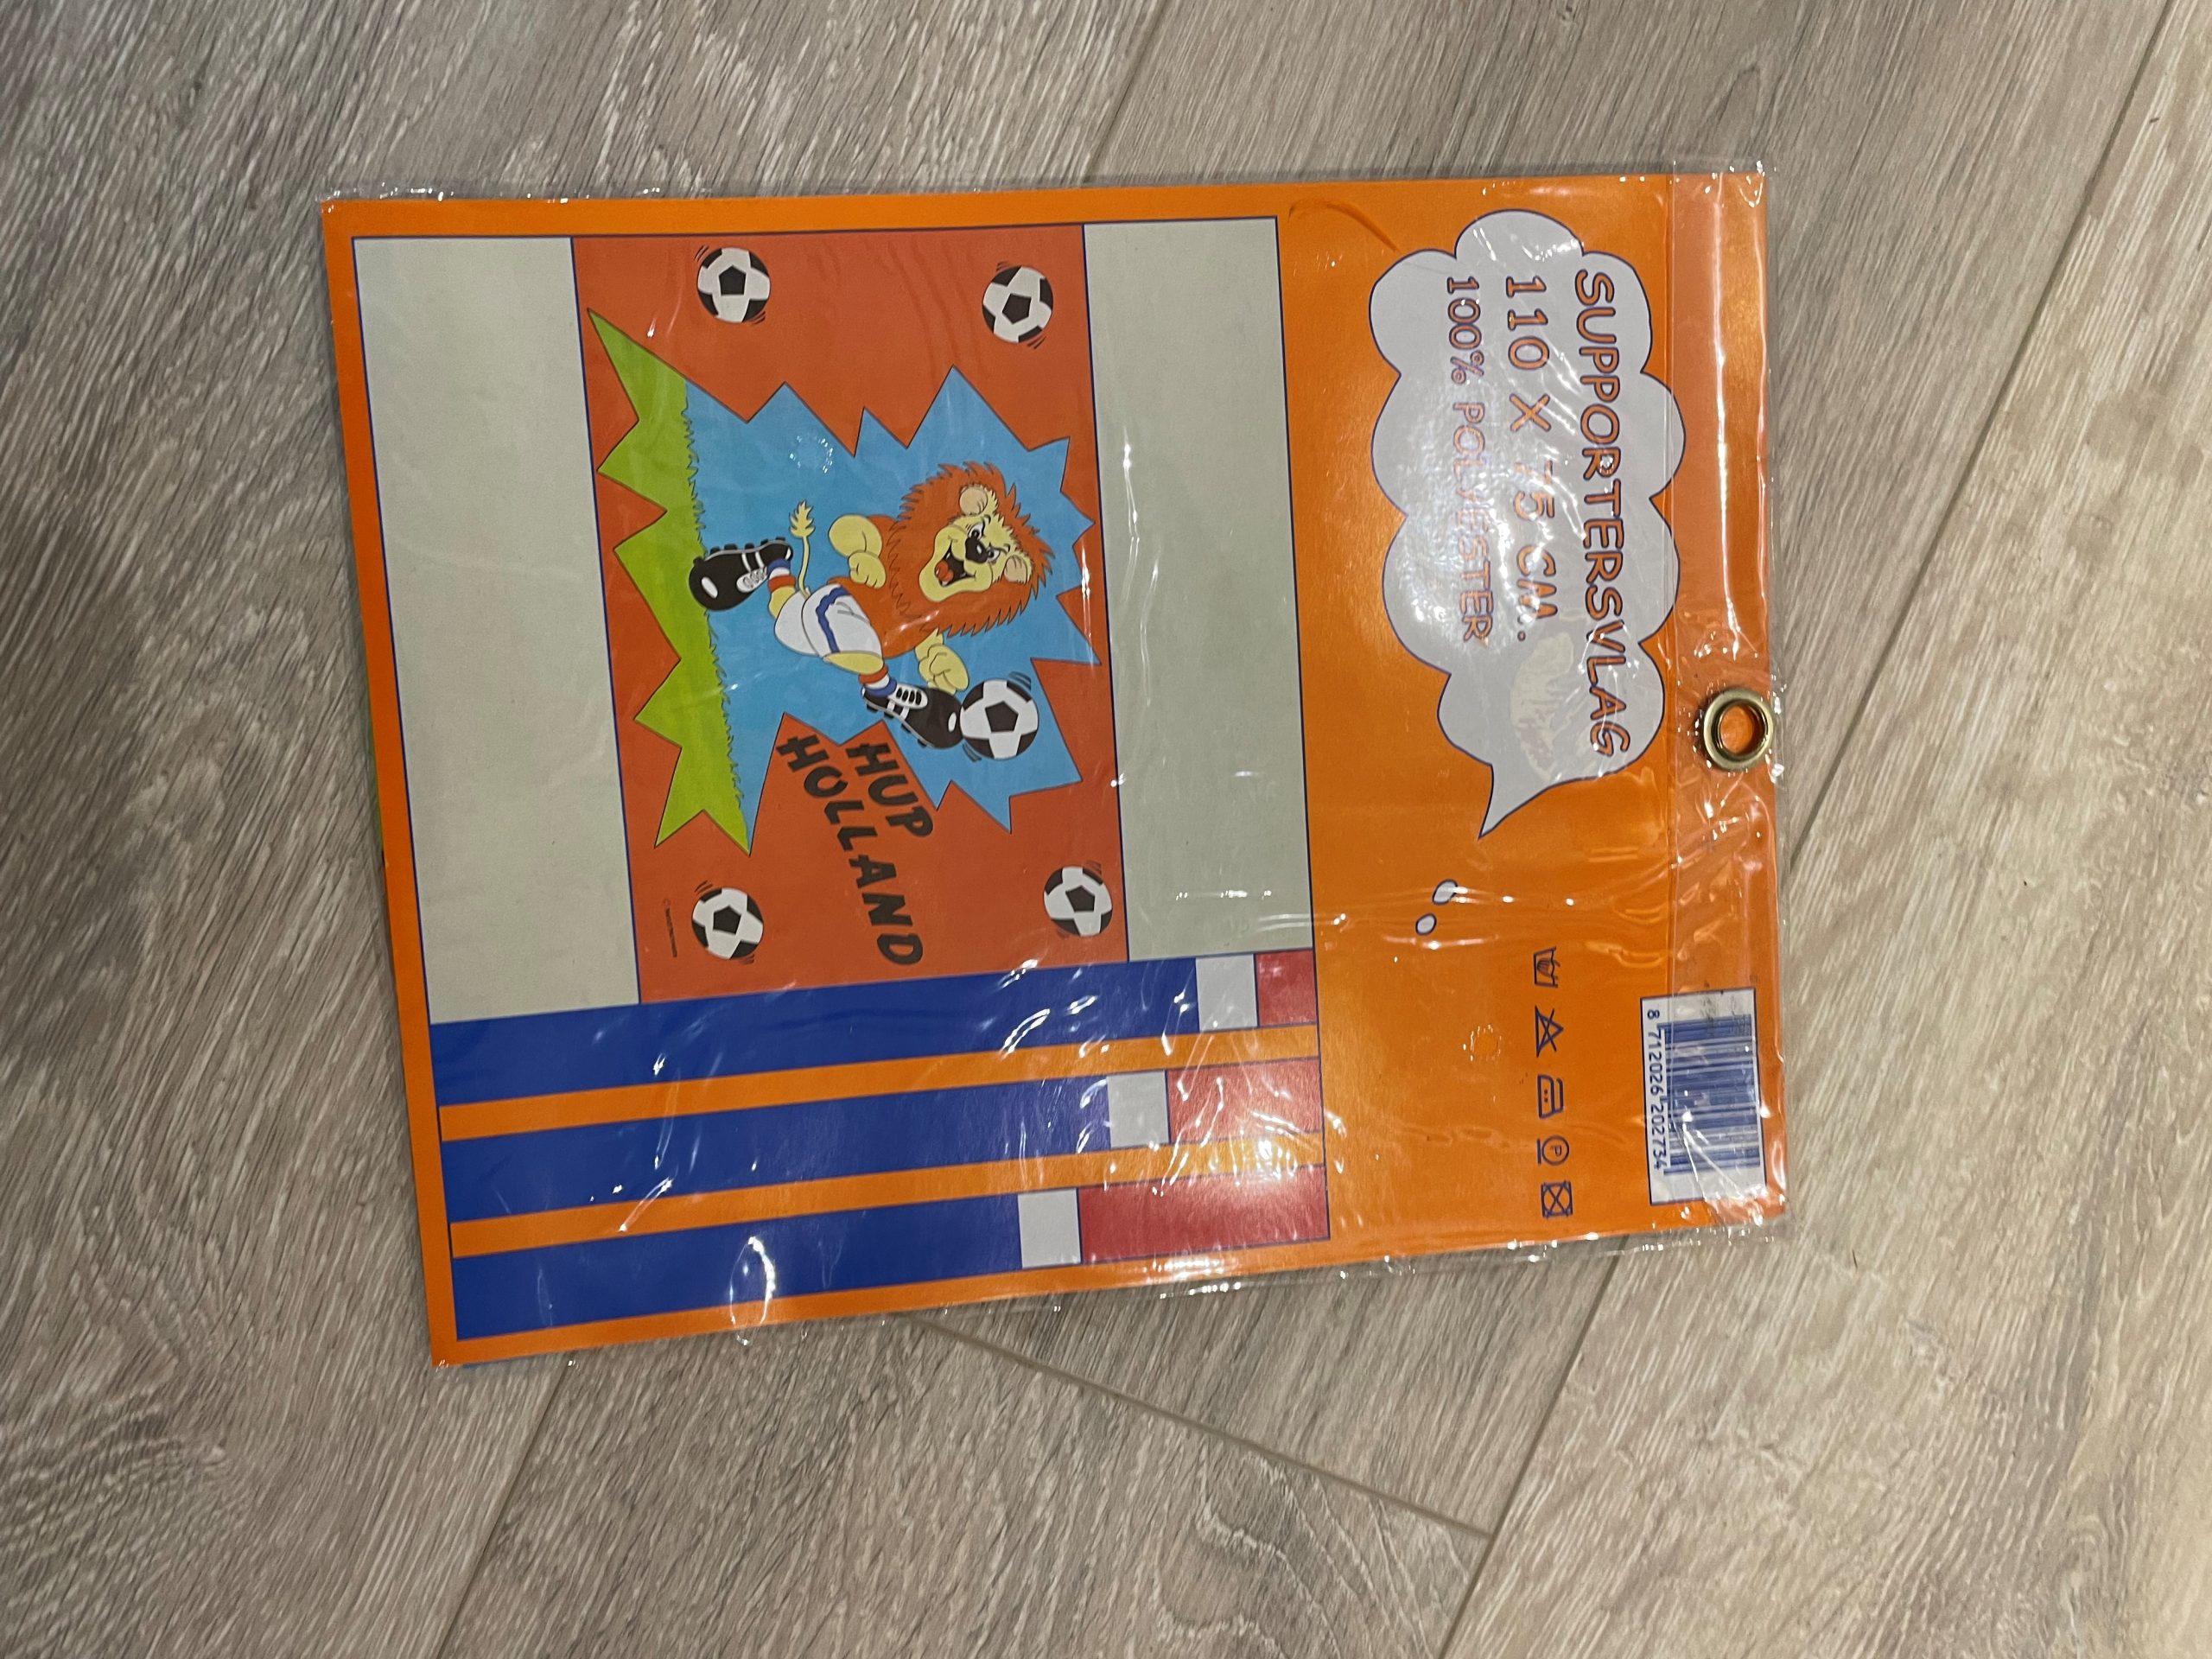 SUPPORTERSVLAG
110 X 75 CM.
100% POLYESTER
8 712026 202734
HUP
HOLLAND